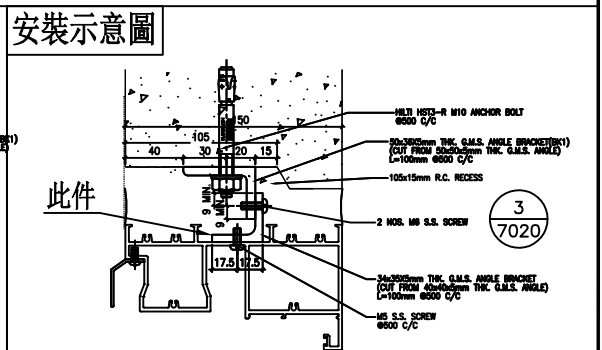 安裝示意圖
HILTI HST3-R M10 ANCHOR BOLT
@500 C/C
150
105
50x36X5mm THK. G.M.S. ANGLE BRACKET(BK1)
(CUT FROM 50x50x5mm THK. G.M.S. ANGLE)
L=100mm @500 C/C
40
30
20
15
105x15mm R.C. RECESS
此件
9 MIN.
9 MIN.
2 NOS. M6 S.S. SCREW
3
7020
17.5
17.5
34x35X5mm THK. G.M.S. ANGLE BRACKET
(CUT FROM 40x40x5mm THK. G.M.S. ANGLE)
L=100mm @500 C/C
M5 S.S. SCREW
@500 C/C